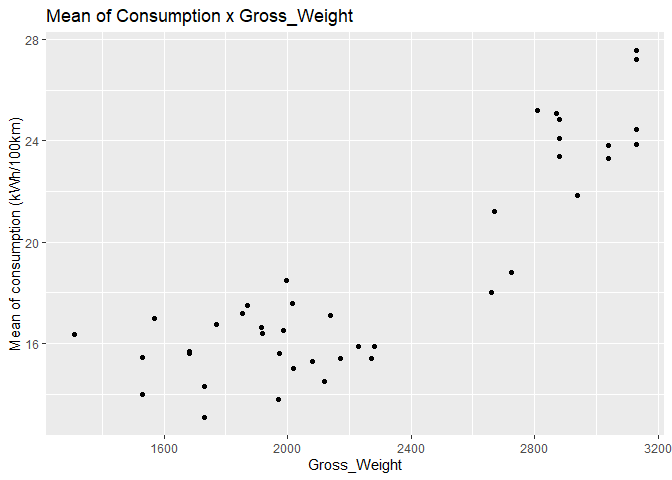 Mean of Consumption x Gross_Weight
28
24
20
16
Mean of consumption (kWh/100km)
1600 2000 2400 2800 3200
Gross_Weight